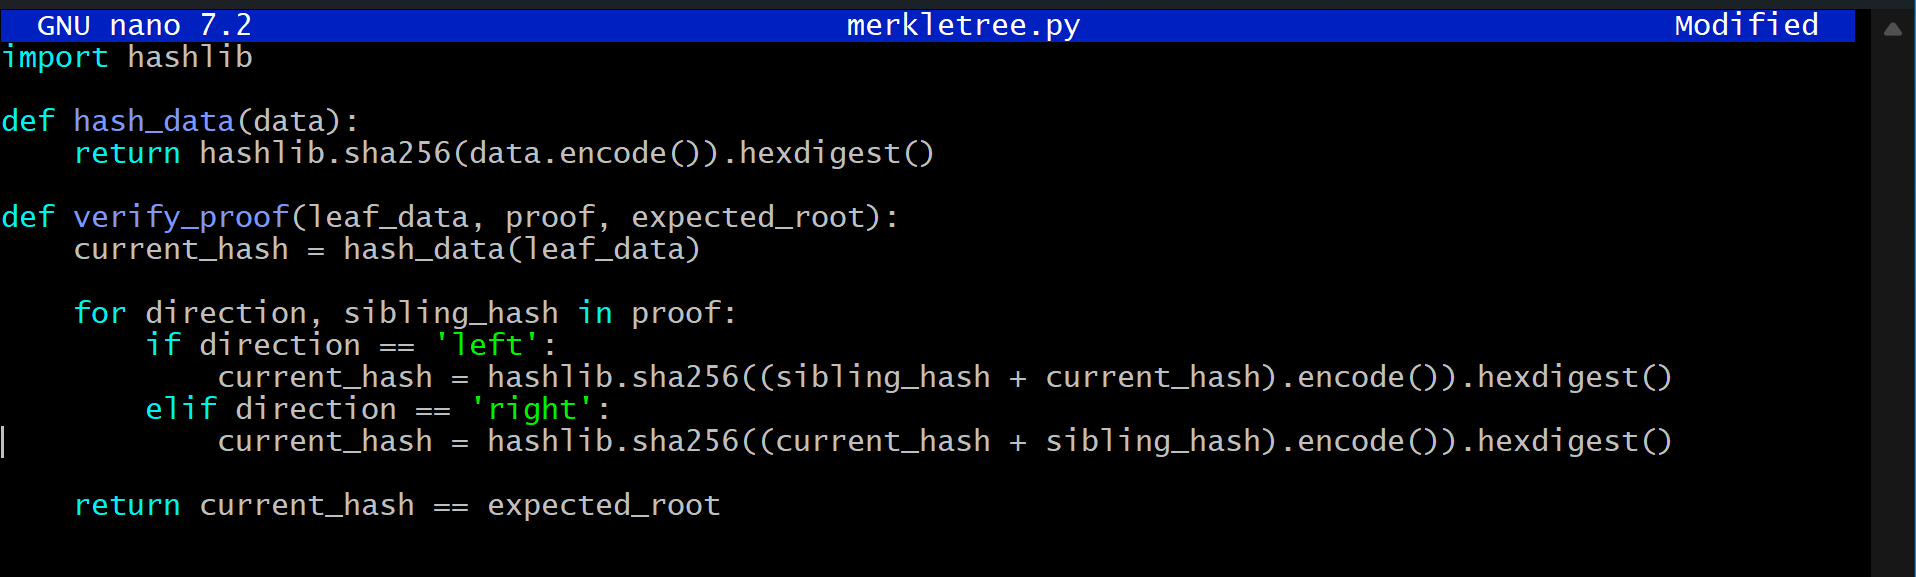 GNU nano 7.2 merkletree.py Modified
import hashlib

def hash_data(data):
    return hashlib.sha256(data.encode()).hexdigest()

def verify_proof(leaf_data, proof, expected_root):
    current_hash = hash_data(leaf_data)

    for direction, sibling_hash in proof:
        if direction == 'left':
            current_hash = hashlib.sha256((sibling_hash + current_hash).encode()).hexdigest()
        elif direction == 'right':
            current_hash = hashlib.sha256((current_hash + sibling_hash).encode()).hexdigest()

    return current_hash == expected_root